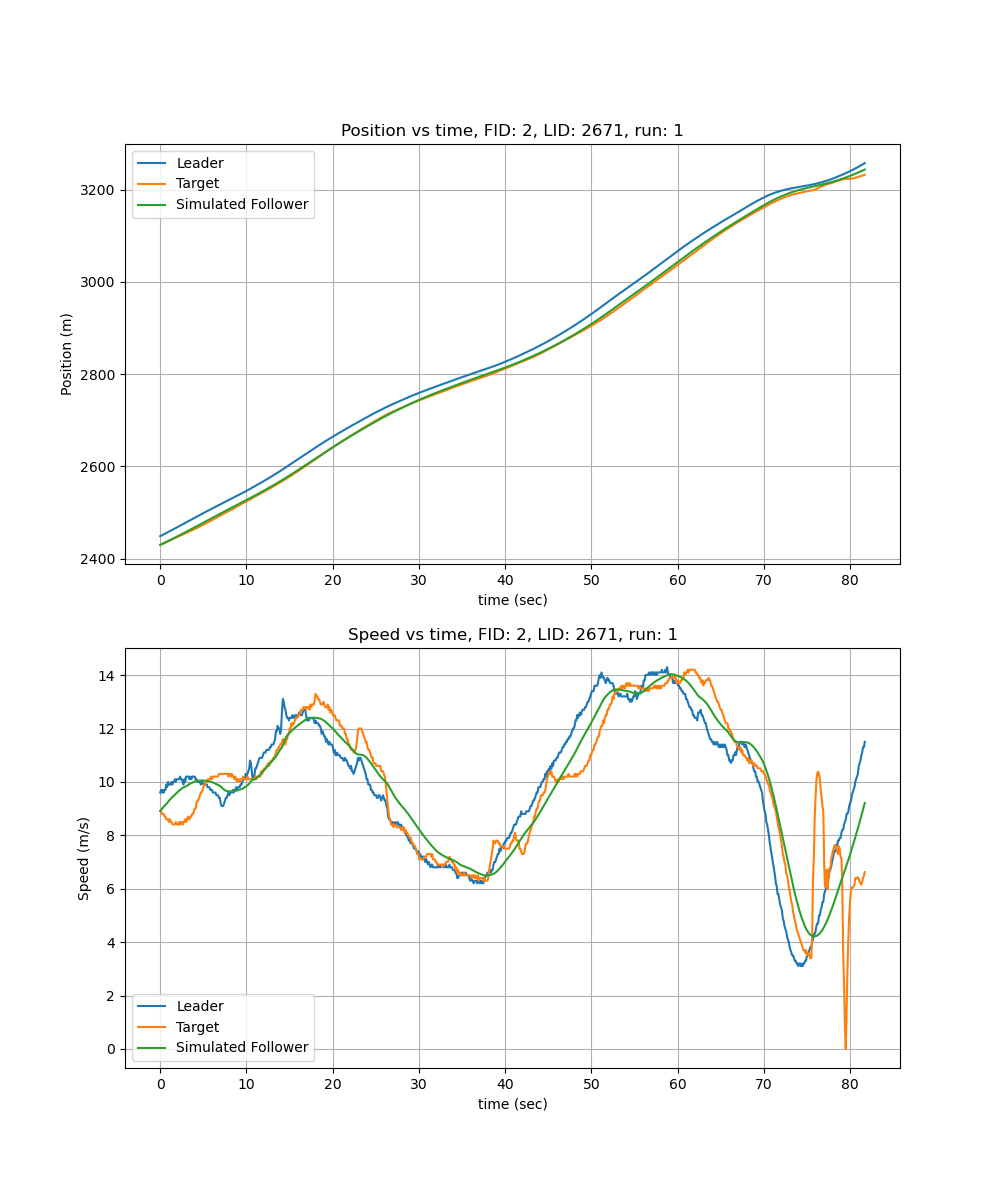 Position vs time, FID: 2, LID: 2671, run: 1
Leader
Target
Simulated Follower
3200
3000
2800
2600
2400
Position (m)
0 10 20 30 40 50 60 70 80
time (sec)
Speed vs time, FID: 2, LID: 2671, run: 1
14
12
10
8
6
4
2
0
Speed (m/s)
Leader
Target
Simulated Follower
0 10 20 30 40 50 60 70 80
time (sec)